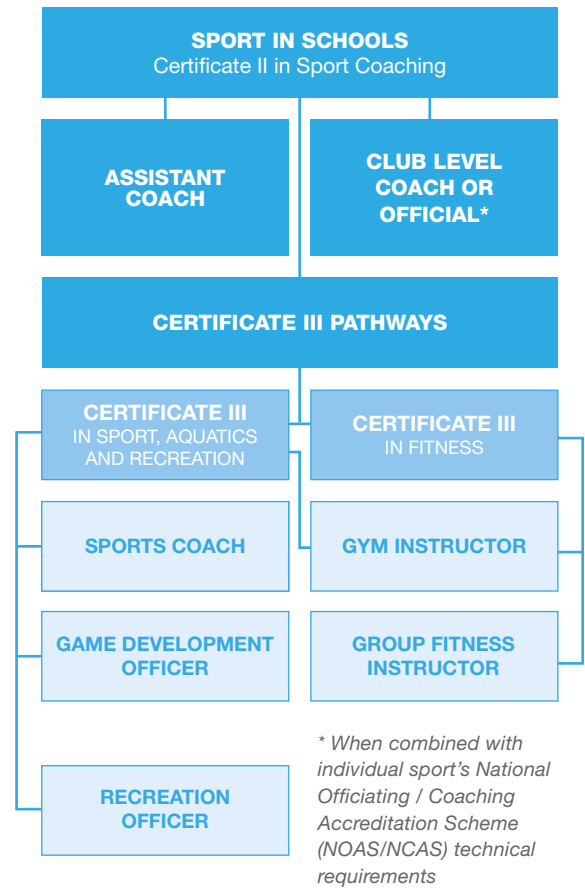 SPORT IN SCHOOLS
Certificate II in Sport Coaching
ASSISTANT
COACH
CLUB LEVEL
COACH OR
OFFICIAL*
CERTIFICATE III PATHWAYS
CERTIFICATE III
IN SPORT, AQUATICS
AND RECREATION
CERTIFICATE III
IN FITNESS
SPORTS COACH
GYM INSTRUCTOR
GAME DEVELOPMENT
OFFICER
GROUP FITNESS
INSTRUCTOR
RECREATION
OFFICER
* When combined with
individual sport's National
Officiating / Coaching
Accreditation Scheme
(NOAS/NCAS) technical
requirements